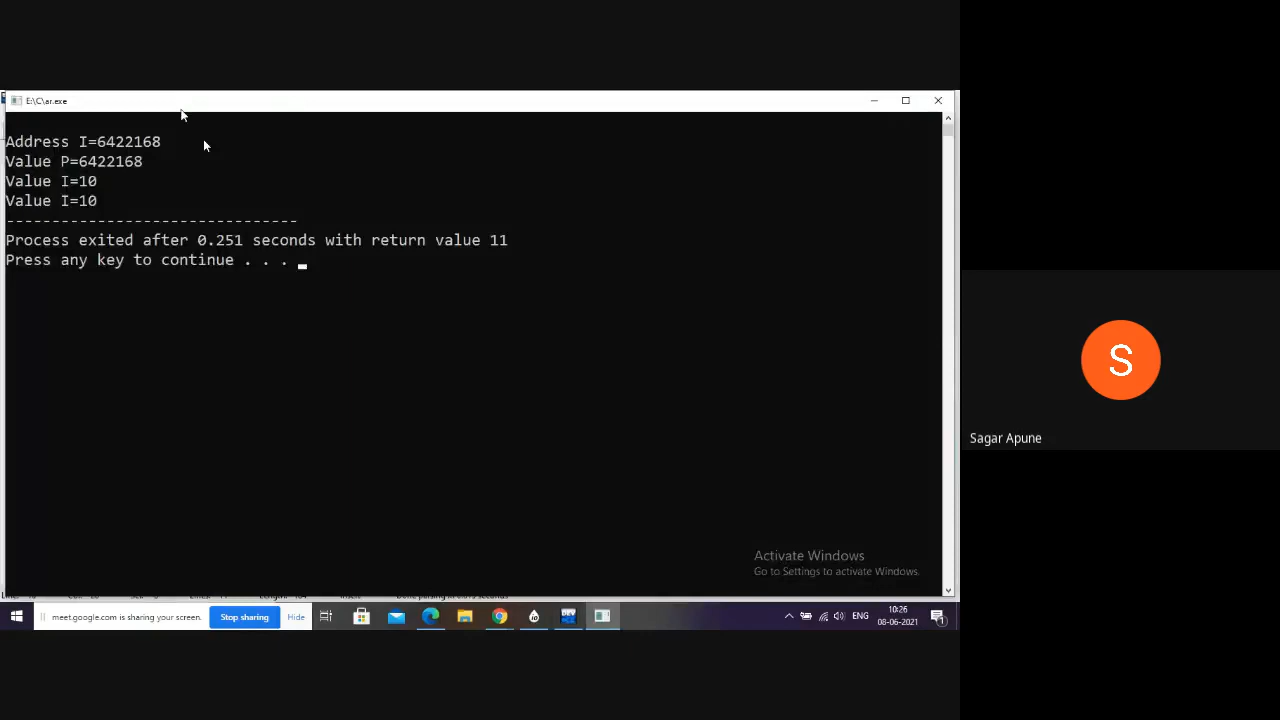 E:\C\ar.exe
Address I=6422168
Value P=6422168
Value I=10
Value I=10
--------------------------------
Process exited after 0.251 seconds with return value 11
Press any key to continue . . .
S
Sagar Apune
Activate Windows
Go to Settings to activate Windows.
meet.google.com is sharing your screen.
Stop sharing
Hide
ENG
10:26
08-06-2021
1